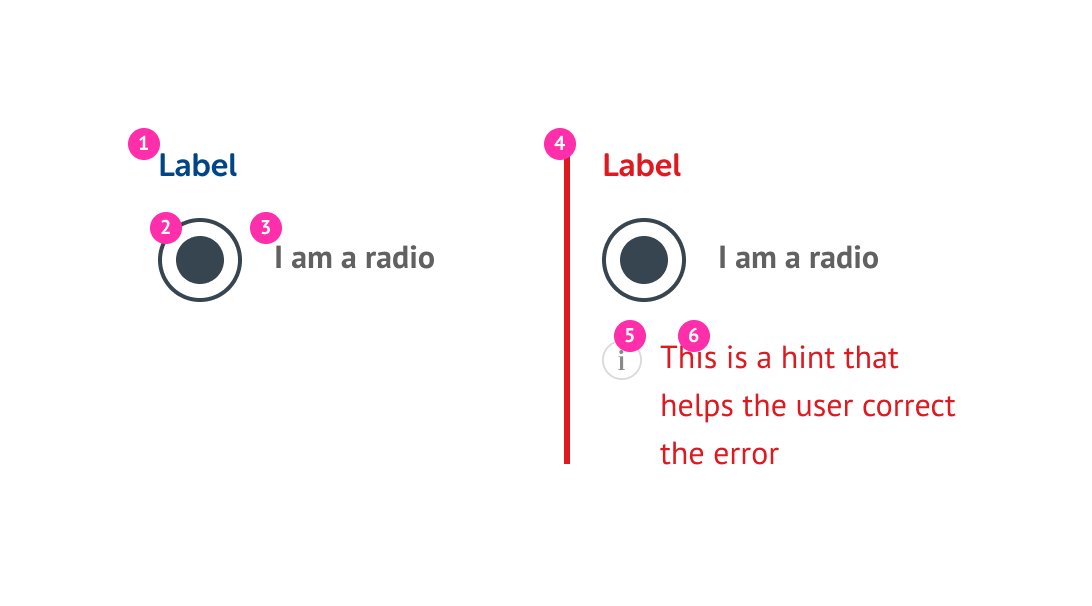 1
Label
2
3
I am a radio
4
Label
I am a radio
5
6
i
This is a hint that
helps the user correct
the error